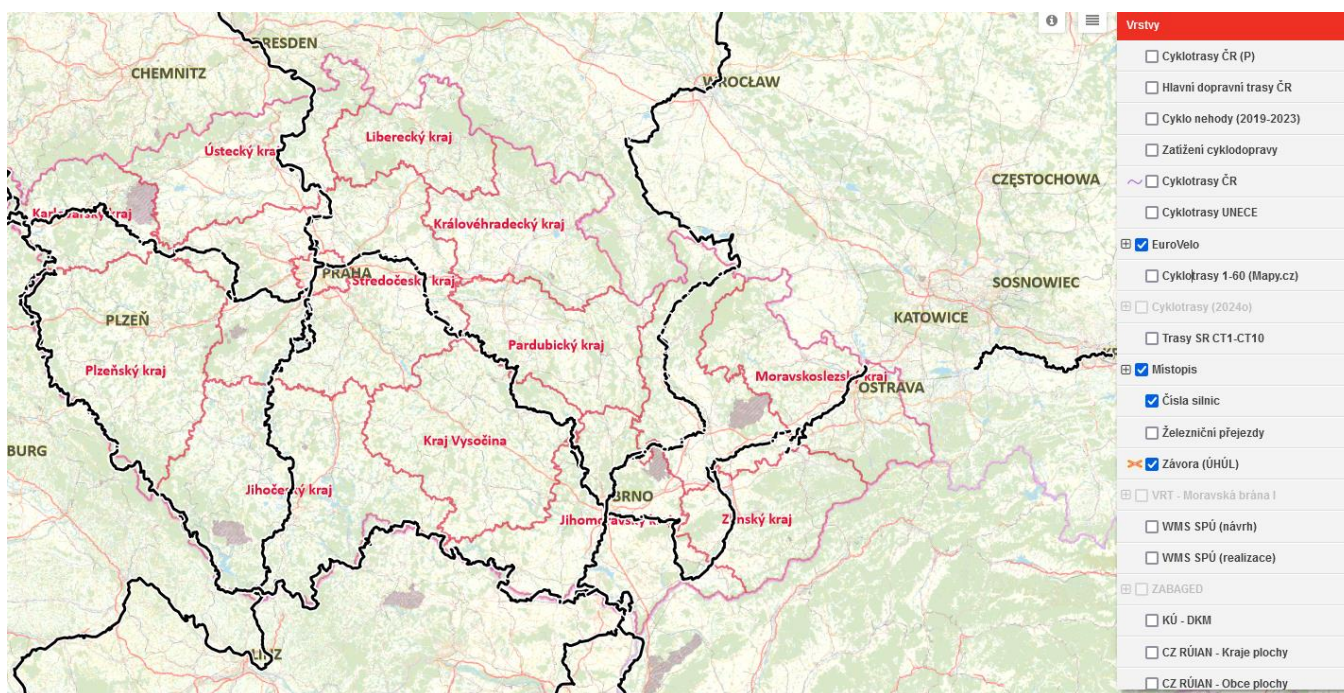 DRESDEN
CHEMNITZ
WROCŁAW
Liberecký kraj
Ústecký kraj
CZĘSTOCHOWA
Karlovarský kraj
Královéhradecký kraj
PRAHA
Středočeský kraj
SOSNOWIEC
PLZEŇ
KATOWICE
Pardubický kraj
Plzeňský kraj
Moravskoslezský kraj
OSTRAVA
Kraj Vysočina
BURG
Jihočeský kraj
BRNO
Jihomoravský kraj
Zlínský kraj
LINZ
Vrstvy
Cyklotrasy ČR (P)
Hlavní dopravní trasy ČR
Cyklo nehody (2019-2023)
Zatížení cyklodopravy
Cyklotrasy ČR
Cyklotrasy UNECE
EuroVelo
Cyklotrasy 1-60 (Mapy.cz)
Cyklotrasy (2024o)
Trasy SR CT1-CT10
Místopis
Čísla silnic
Železniční přejezdy
Závora (ÚHÚL)
VRT - Moravská brána I
WMS SPÚ (návrh)
WMS SPÚ (realizace)
ZABAGED
KÚ - DKM
CZ RÚIAN - Kraje plochy
CZ RÚIAN - Obce plochy